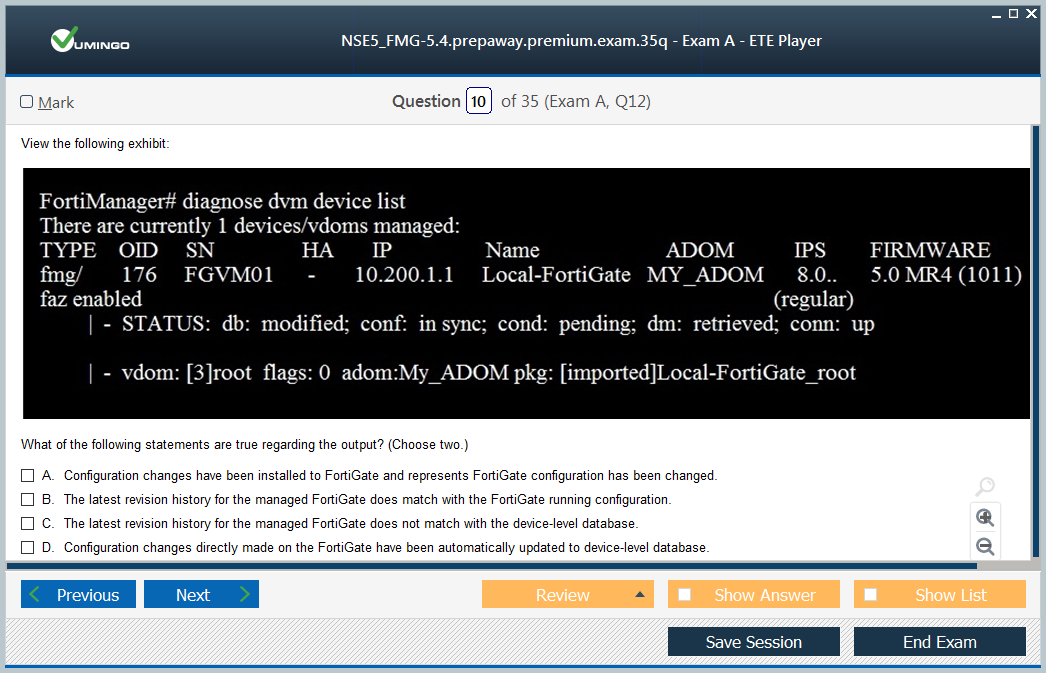 VUMINGO
NSE5_FMG-5.4.prepaway.premium.exam.35q - Exam A - ETE Player
Mark
Question 10 of 35 (Exam A, Q12)
View the following exhibit:
FortiManager# diagnose dvm device list
There are currently 1 devices/vdoms managed:
TYPE OID SN HA IP Name ADOM IPS FIRMWARE
fmg/ 176 FGVM01 - 10.200.1.1 Local-FortiGate MY_ADOM 8.0.. 5.0 MR4 (1011)
faz enabled (regular)
| - STATUS: db: modified; conf: in sync; cond: pending; dm: retrieved; conn: up
| - vdom: [3]root flags: 0 adom:My_ADOM pkg: [imported]Local-FortiGate_root
What of the following statements are true regarding the output? (Choose two.)
A. Configuration changes have been installed to FortiGate and represents FortiGate configuration has been changed.
B. The latest revision history for the managed FortiGate does match with the FortiGate running configuration.
C. The latest revision history for the managed FortiGate does not match with the device-level database.
D. Configuration changes directly made on the FortiGate have been automatically updated to device-level database.
Previous Next Review Show Answer Show List
Save Session End Exam